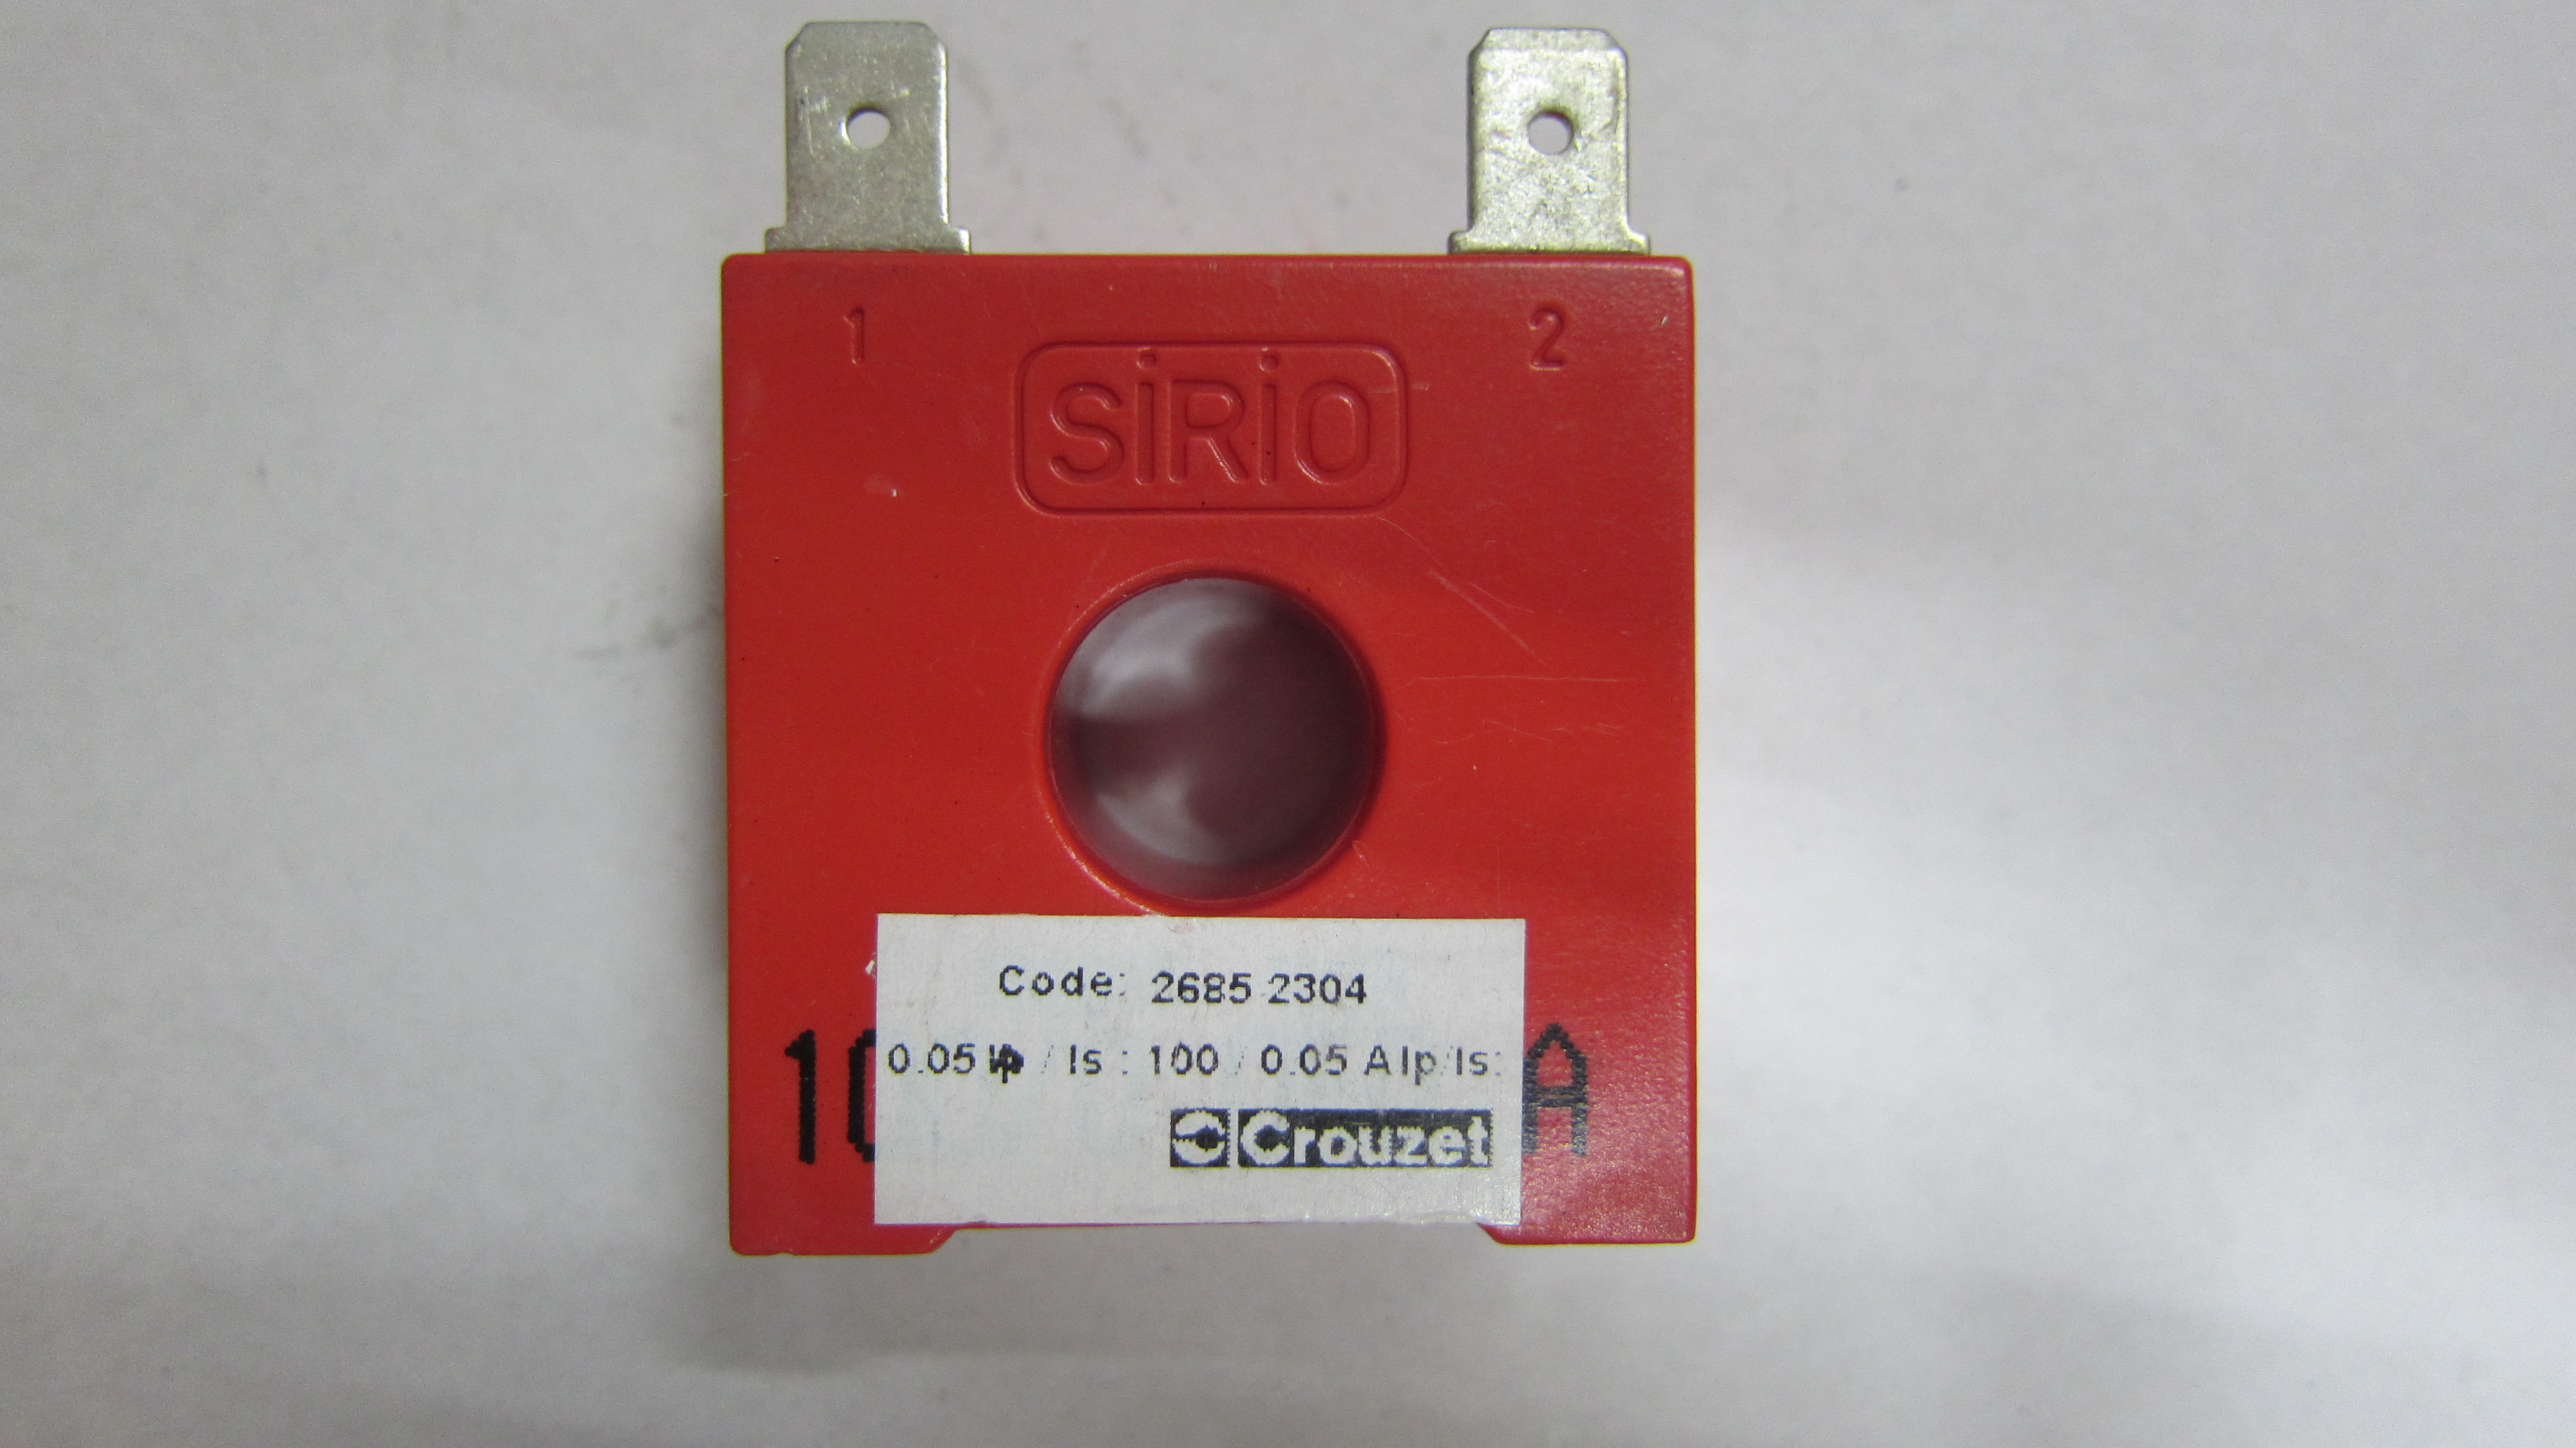 1 2
SiRiO
Code: 2685 2304
0.05 Ip / Is : 100 / 0.05 A Ip/Is:
Crouzet
A